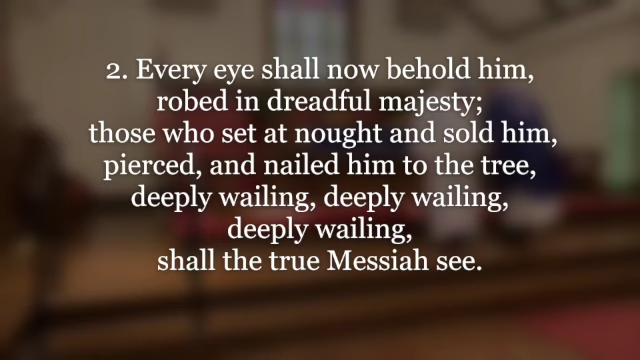 2. Every eye shall now behold him,
robed in dreadful majesty;
those who set at nought and sold him,
pierced, and nailed him to the tree,
deeply wailing, deeply wailing,
deeply wailing,
shall the true Messiah see.